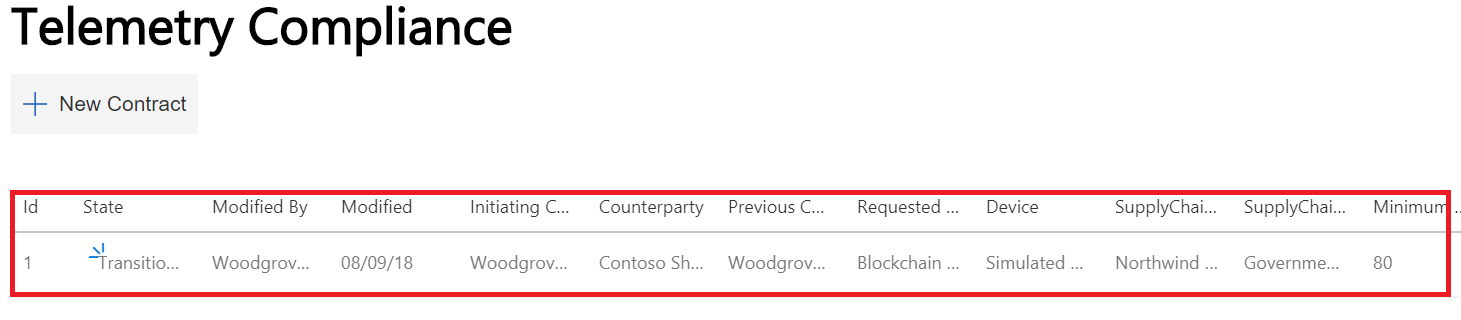 Telemetry Compliance
New Contract
Id State Modified By Modified Initiating C... Counterparty Previous C... Requested ... Device SupplyChai... SupplyChai... Minimum ...
1 Transitio... Woodgrov... 08/09/18 Woodgrov... Contoso Sh... Woodgrov... Blockchain ... Simulated ... Northwind ... Governme... 80